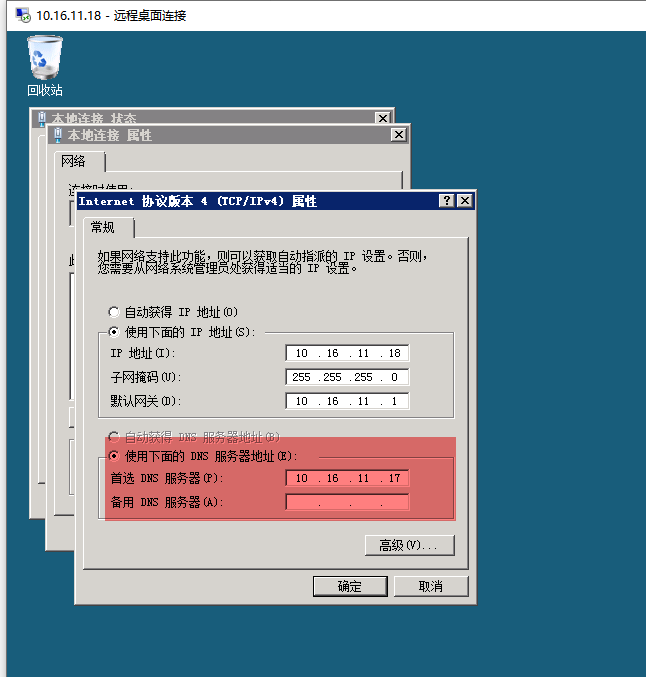 10.16.11.18 - 远程桌面连接
回收站
本地连接 状态
本地连接 属性
网络
连接时使用:
Internet 协议版本 4 (TCP/IPv4) 属性
常规
如果网络支持此功能，则可以获取自动指派的 IP 设置。否则，
您需要从网络系统管理员处获得适当的 IP 设置。
自动获得 IP 地址(O)
使用下面的 IP 地址(S):
IP 地址(I): 10 . 16 . 11 . 18
子网掩码(U): 255 .255 .255 . 0
默认网关(D): 10 . 16 . 11 . 1
自动获得 DNS 服务器地址(B)
使用下面的 DNS 服务器地址(E):
首选 DNS 服务器(P): 10 . 16 . 11 . 17
备用 DNS 服务器(A): . . .
高级(V)...
确定
取消